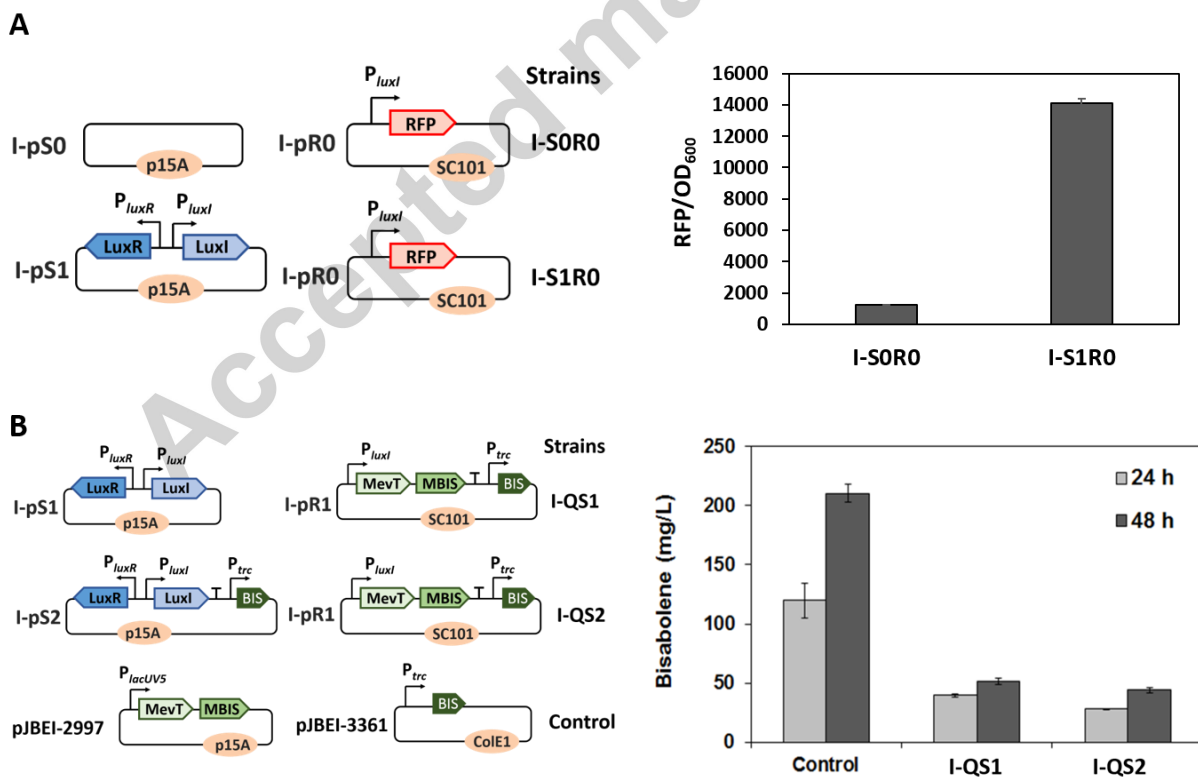 A
Accepted ma
Strains
I-pS0
p15A
I-pR0
PluxI
RFP
SC101
I-S0R0
I-pS1
PluxR
PluxI
LuxR
LuxI
p15A
I-pR0
PluxI
RFP
SC101
I-S1R0
RFP/OD600
16000
14000
12000
10000
8000
6000
4000
2000
0
I-S0R0
I-S1R0
B
Strains
I-pS1
PluxR
PluxI
LuxR
LuxI
p15A
I-pR1
PluxI
Ptrc
MevT
MBIS
BIS
SC101
I-QS1
I-pS2
PluxR
PluxI
Ptrc
LuxR
LuxI
BIS
p15A
I-pR1
PluxI
Ptrc
MevT
MBIS
BIS
SC101
I-QS2
pJBEI-2997
PlacUV5
MevT
MBIS
p15A
pJBEI-3361
Ptrc
BIS
ColE1
Control
Bisabolene (mg/L)
250
200
150
100
50
0
24 h
48 h
Control
I-QS1
I-QS2